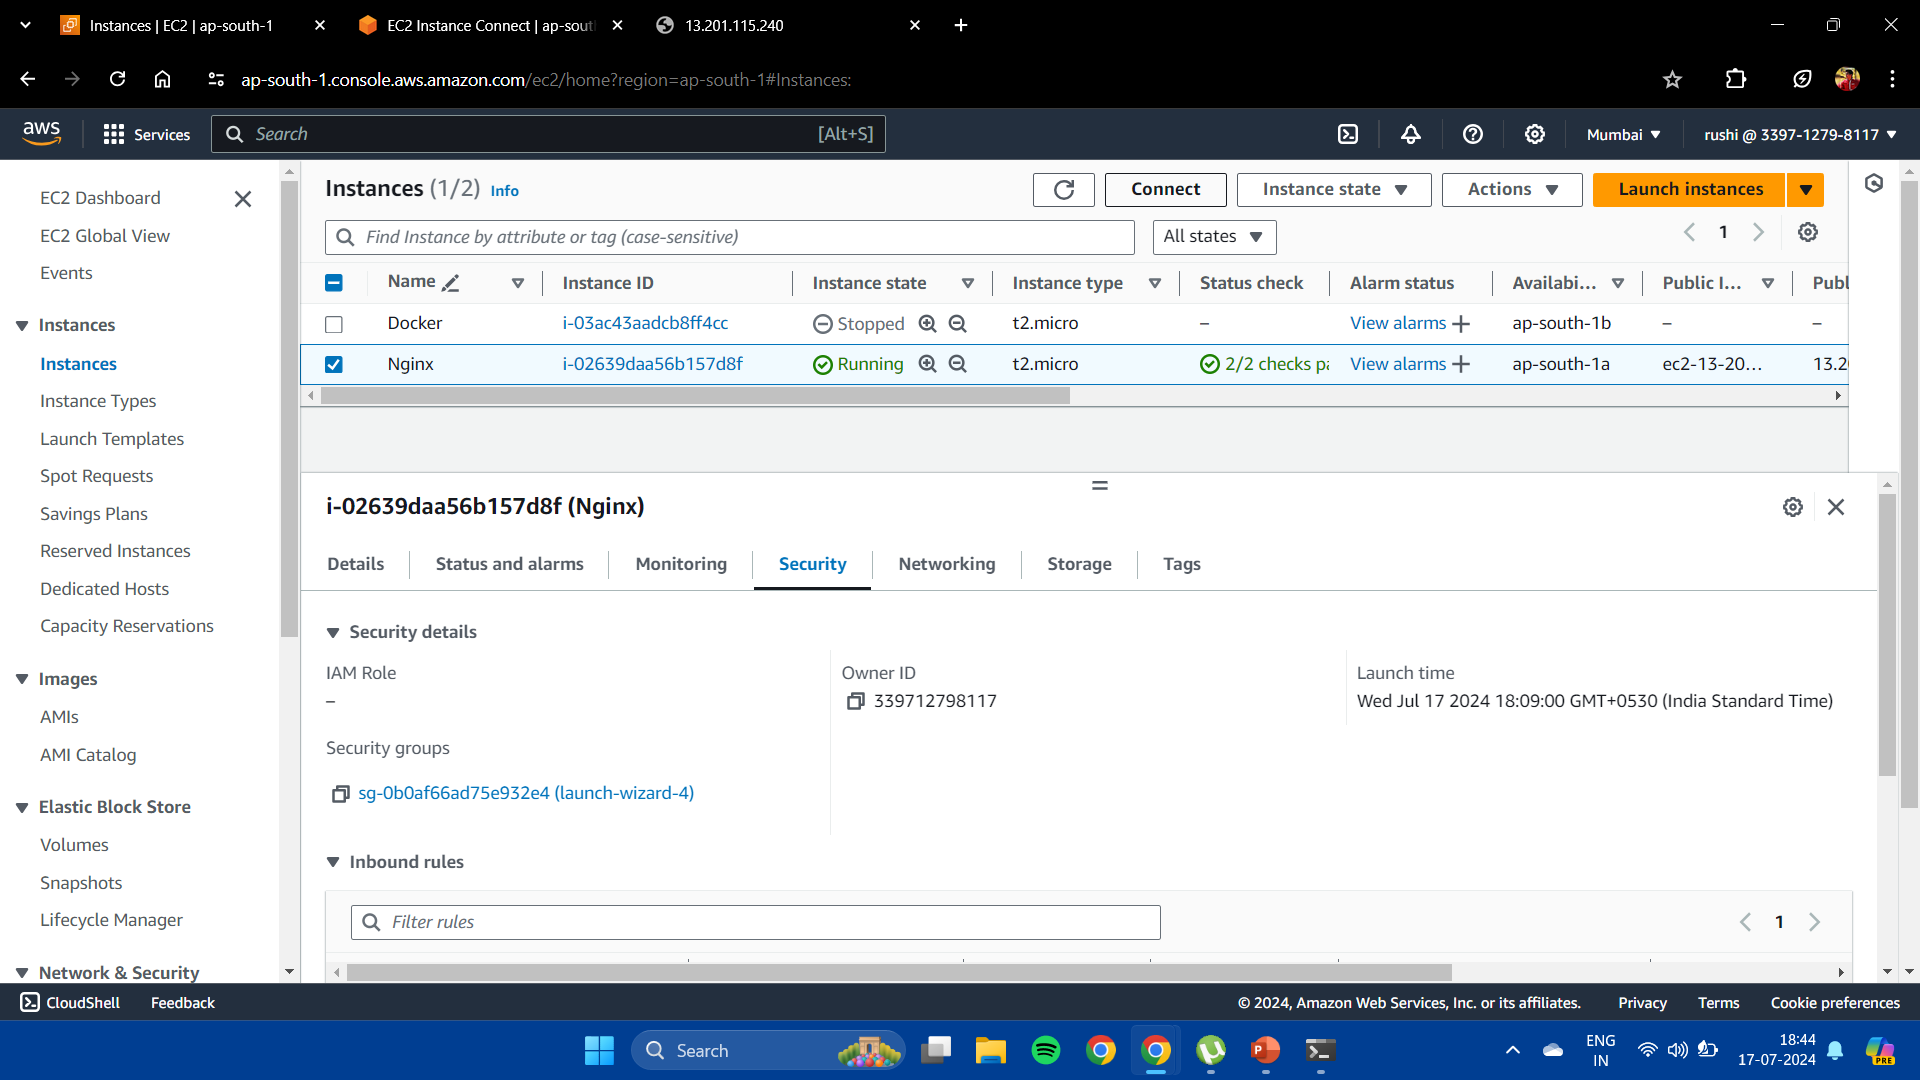 Instances | EC2 | ap-south-1
EC2 Instance Connect | ap-sout
13.201.115.240
ap-south-1.console.aws.amazon.com/ec2/home?region=ap-south-1#Instances:
aws
Services
Search
[Alt+S]
Mumbai
rushi @ 3397-1279-8117
EC2 Dashboard
EC2 Global View
Events
Instances
Instances
Instance Types
Launch Templates
Spot Requests
Savings Plans
Reserved Instances
Dedicated Hosts
Capacity Reservations
Images
AMIs
AMI Catalog
Elastic Block Store
Volumes
Snapshots
Lifecycle Manager
Network & Security
Instances (1/2) Info
Connect
Instance state
Actions
Launch instances
Find Instance by attribute or tag (case-sensitive)
All states
1
Name Instance ID Instance state Instance type Status check Alarm status Availabi... Public I... Publ
Docker i-03ac43aadcb8ff4cc Stopped t2.micro – View alarms + ap-south-1b – –
Nginx i-02639daa56b157d8f Running t2.micro 2/2 checks pa View alarms + ap-south-1a ec2-13-20... 13.20
i-02639daa56b157d8f (Nginx)
Details
Status and alarms
Monitoring
Security
Networking
Storage
Tags
Security details
IAM Role
–
Owner ID
339712798117
Launch time
Wed Jul 17 2024 18:09:00 GMT+0530 (India Standard Time)
Security groups
sg-0b0af66ad75e932e4 (launch-wizard-4)
Inbound rules
Filter rules
1
CloudShell
Feedback
© 2024, Amazon Web Services, Inc. or its affiliates.
Privacy
Terms
Cookie preferences
Search
ENG
IN
18:44
17-07-2024
PRE